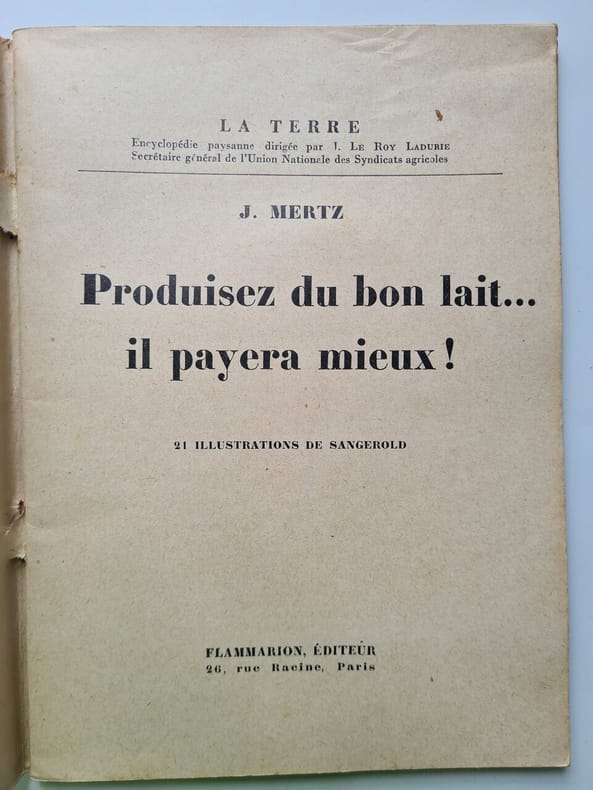 LA TERRE
Encyclopédie paysanne dirigée par J. LE ROY LADURIE
Secrétaire général de l'Union Nationale des Syndicats agricoles
J. MERTZ
Produisez du bon lait...
il payera mieux !
21 ILLUSTRATIONS DE SANGEROLD
FLAMMARION, ÉDITEUR
26, rue Racine, Paris